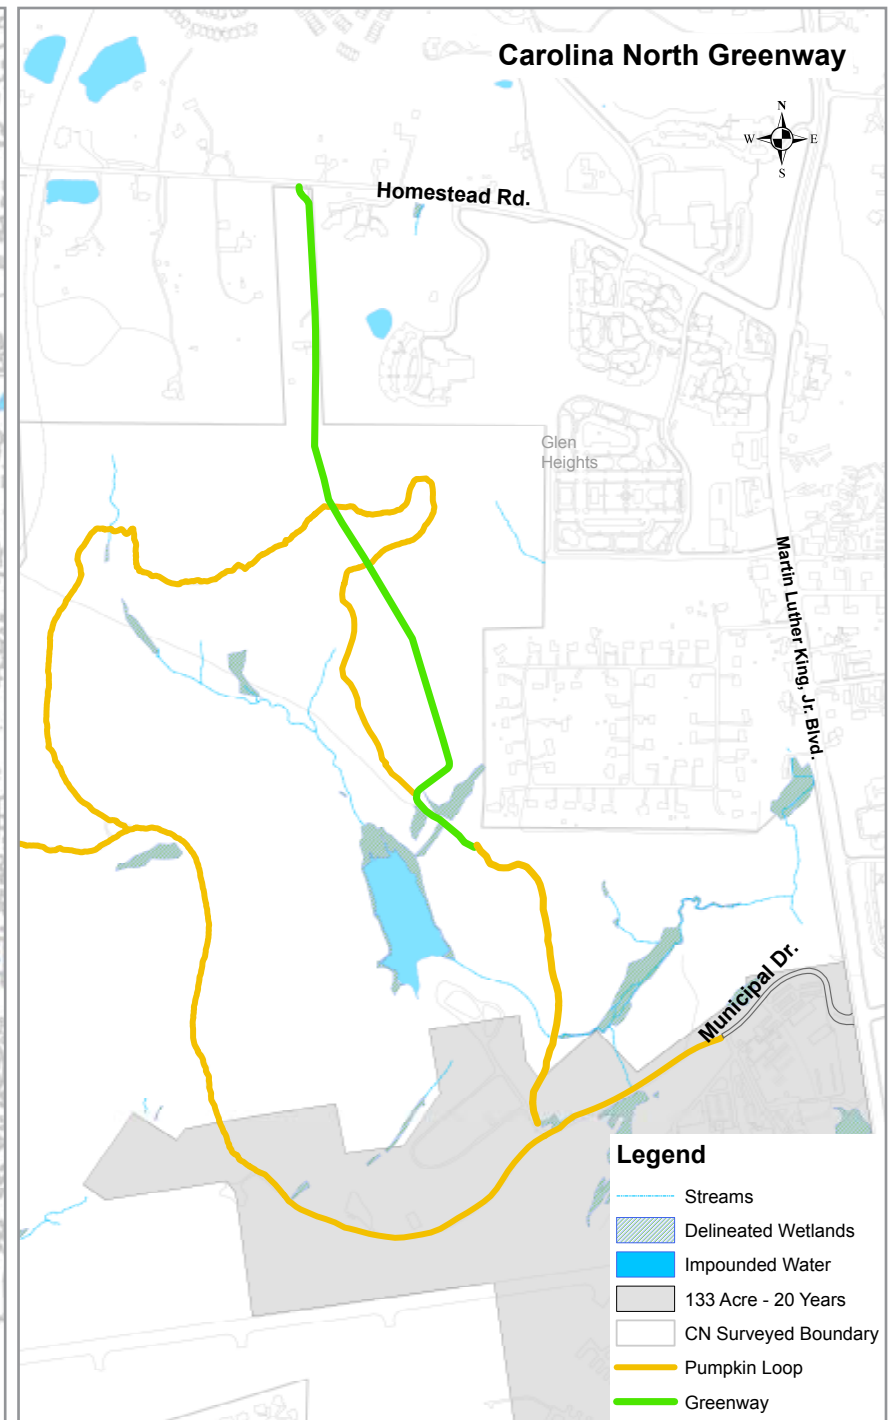 Carolina North Greenway
N
W E
S
Homestead Rd.
Glen
Heights
Martin Luther King, Jr. Blvd.
Municipal Dr.
Legend
Streams
Delineated Wetlands
Impounded Water
133 Acre - 20 Years
CN Surveyed Boundary
Pumpkin Loop
Greenway